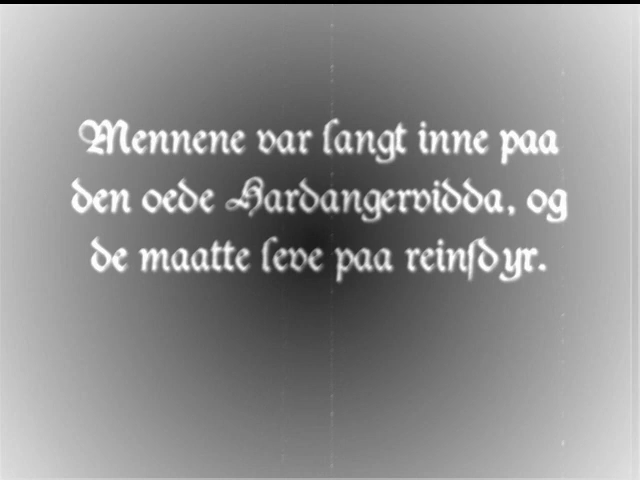 Mennene var langt inne paa
den oede Hardangervidda, og
de maatte leve paa reinſdyr.